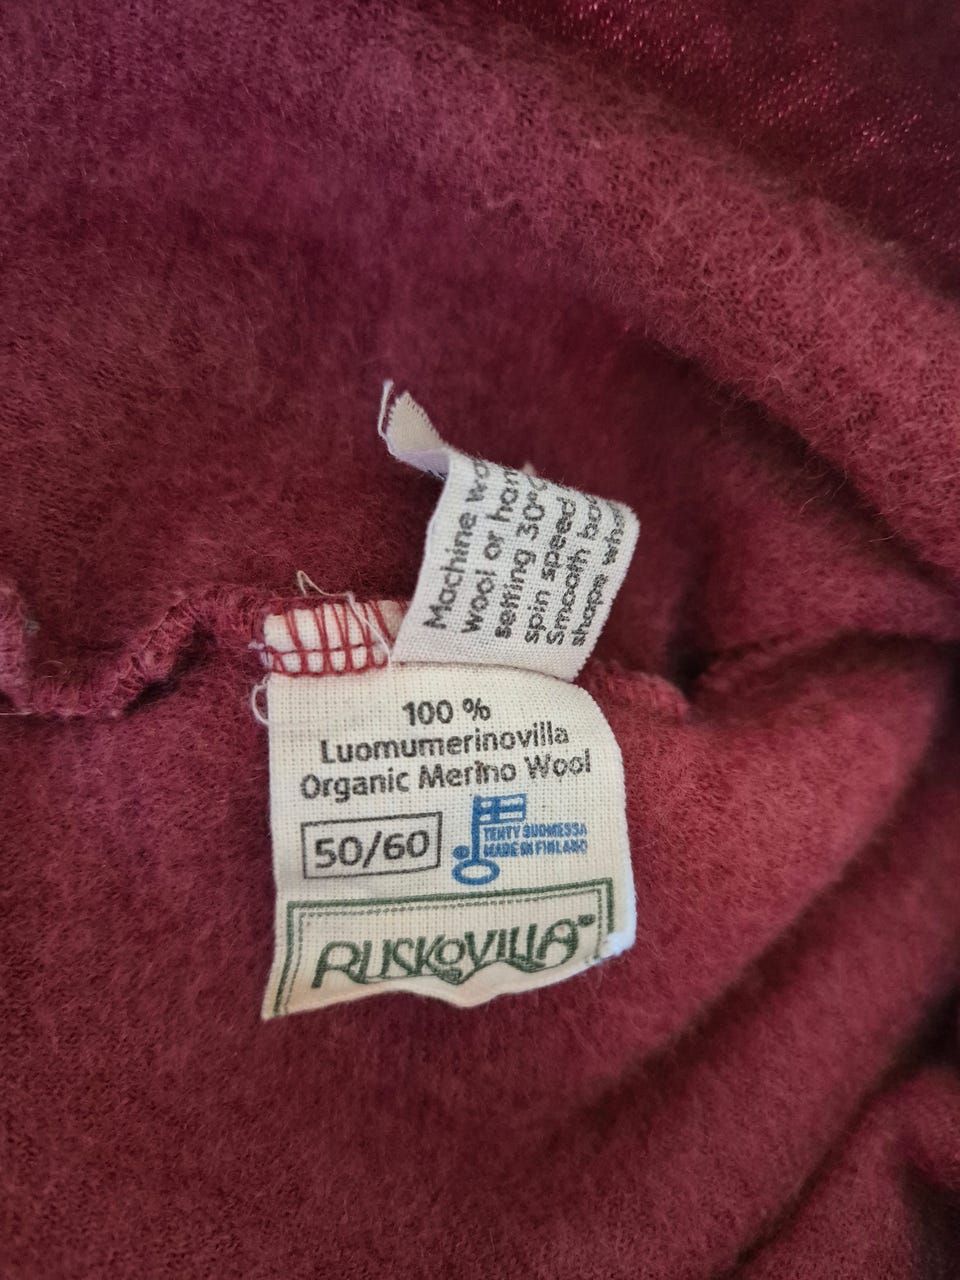 Machine
wool or
setting 30°
spin speed
Smooth
shape
100 %
Luomumerinovilla
Organic Merino Wool
50/60
TEHTY SUOMESSA
MADE IN FINLAND
RUSKOVILLA